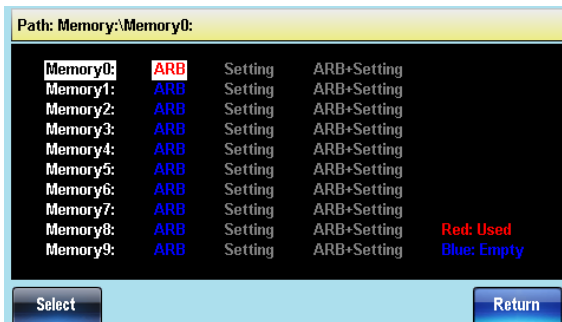 Path: Memory:\Memory0:
Memory0: ARB Setting ARB+Setting
Memory1: ARB Setting ARB+Setting
Memory2: ARB Setting ARB+Setting
Memory3: ARB Setting ARB+Setting
Memory4: ARB Setting ARB+Setting
Memory5: ARB Setting ARB+Setting
Memory6: ARB Setting ARB+Setting
Memory7: ARB Setting ARB+Setting
Memory8: ARB Setting ARB+Setting Red: Used
Memory9: ARB Setting ARB+Setting Blue: Empty
Select Return